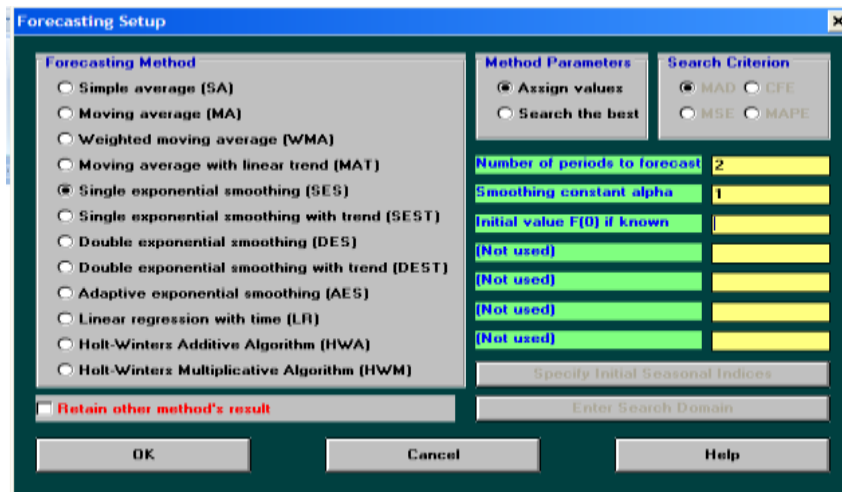 Forecasting Setup
Forecasting Method
Simple average (SA)
Moving average (MA)
Weighted moving average (WMA)
Moving average with linear trend (MAT)
Single exponential smoothing (SES)
Single exponential smoothing with trend (SEST)
Double exponential smoothing (DES)
Double exponential smoothing with trend (DEST)
Adaptive exponential smoothing (AES)
Linear regression with time (LR)
Holt-Winters Additive Algorithm (HWA)
Holt-Winters Multiplicative Algorithm (HWM)
Retain other method's result
Method Parameters
Assign values
Search the best
Search Criterion
MAD CFE
MSE MAPE
Number of periods to forecast 2
Smoothing constant alpha 1
Initial value F(0) if known
(Not used)
(Not used)
(Not used)
(Not used)
Specify Initial Seasonal Indices
Enter Search Domain
OK Cancel Help